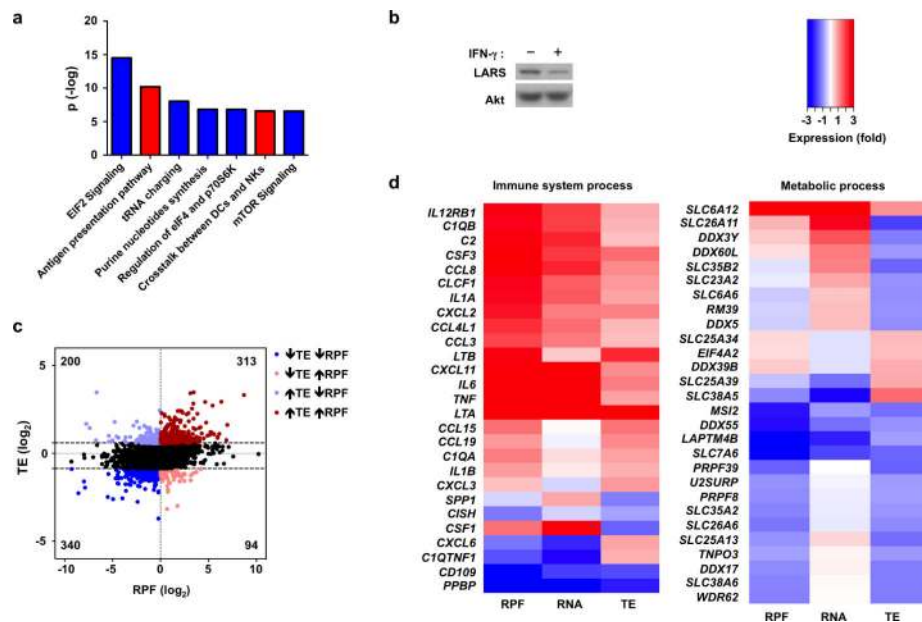 a
p (-log)
20
15
10
5
0
EIF2 Signaling
Antigen presentation pathway
tRNA charging
Purine nucleotides synthesis
Regulation of eIF4 and p70S6K
Crosstalk between DCs and NKs
mTOR Signaling
b
IFN-γ : – +
LARS
Akt
-3 -1 1 3
Expression (fold)
c
TE (log2)
5
0
-5
200 313
340 94
-10 -5 0 5 10
RPF (log2)
↓TE ↓RPF
↓TE ↑RPF
↑TE ↓RPF
↑TE ↑RPF
d
Immune system process
IL12RB1
C1QB
C2
CSF3
CCL8
CLCF1
IL1A
CXCL2
CCL4L1
CCL3
LTB
CXCL11
IL6
TNF
LTA
CCL15
CCL19
C1QA
IL1B
CXCL3
SPP1
CISH
CSF1
CXCL6
C1QTNF1
CD109
PPBP
RPF RNA TE
Metabolic process
SLC6A12
SLC26A11
DDX3Y
DDX60L
SLC35B2
SLC23A2
SLC6A6
RM39
DDX5
SLC25A34
EIF4A2
DDX39B
SLC25A39
SLC38A5
MSI2
DDX55
LAPTM4B
SLC7A6
PRPF39
U2SURP
PRPF8
SLC35A2
SLC26A6
SLC25A13
TNPO3
DDX17
SLC38A6
WDR62
RPF RNA TE